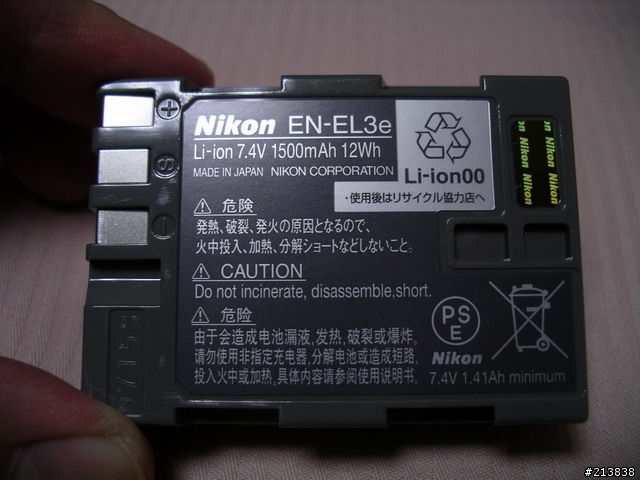 Nikon EN-EL3e
Li-ion 7.4V 1500mAh 12Wh
MADE IN JAPAN NIKON CORPORATION
Li-ion00
・使用後はリサイクル協力店へ
危険
発熱、破裂、発火の原因となるので、
火中投入、加熱、分解ショートなどしないこと。
CAUTION
Do not incinerate, disassemble,short.
危险
由于会造成电池漏液,发热,破裂或爆炸。
请勿使用非指定充电器,分解电池或造成短路,
投入火中或加热。具体内容请参阅使用说明书。
PS
E
Nikon
7.4V 1.41Ah minimum
Nikon Nikon
Nikon Nikon
+
S
−
#213838